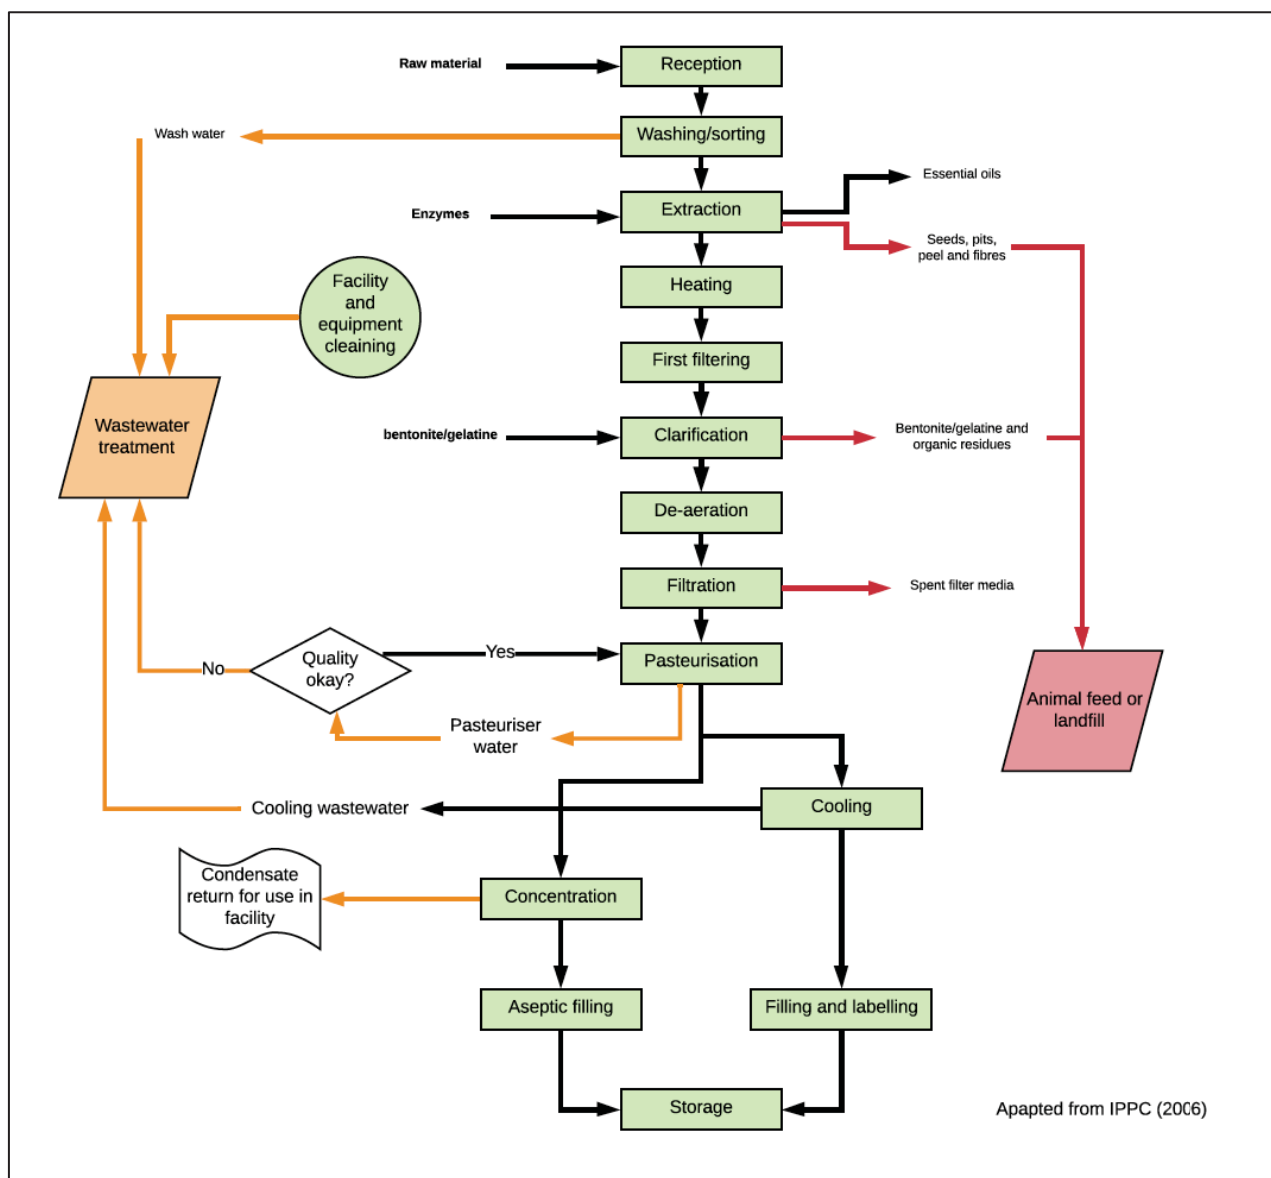 Raw material
Reception
Wash water
Washing/sorting
Essential oils
Enzymes
Extraction
Seeds, pits,
peel and fibres
Facility
and
equipment
cleaining
Heating
First filtering
Wastewater
treatment
bentonite/gelatine
Clarification
Bentonite/gelatine and
organic residues
De-aeration
Filtration
Spent filter media
No
Quality
okay?
Yes
Pasteurisation
Animal feed or
landfill
Pasteuriser
water
Cooling wastewater
Cooling
Condensate
return for use in
facility
Concentration
Aseptic filling
Filling and labelling
Storage
Apapted from IPPC (2006)